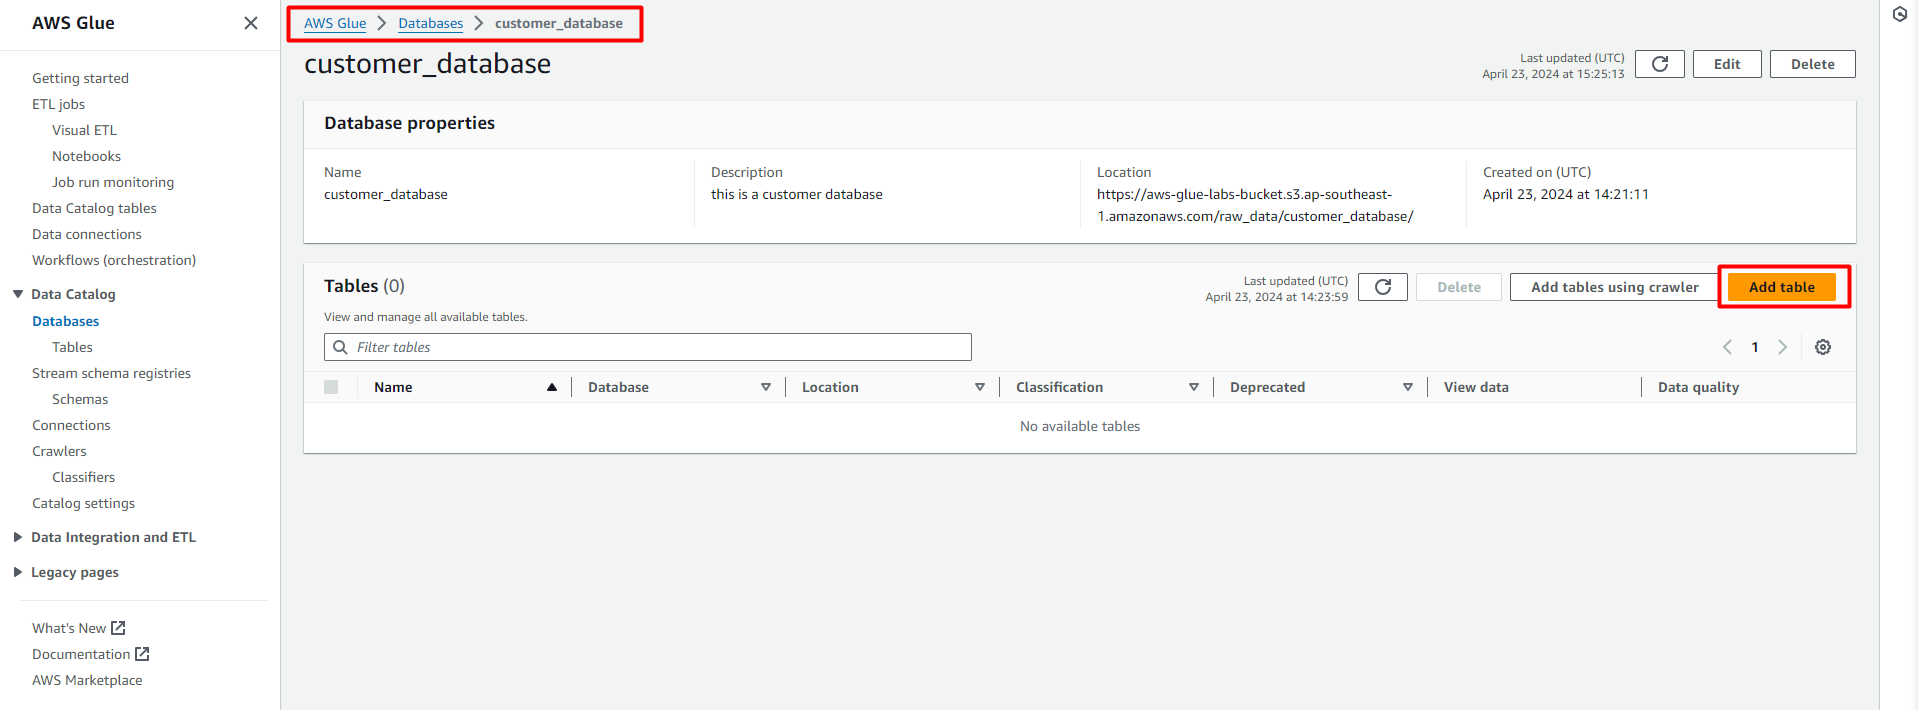 AWS Glue
Getting started
ETL jobs
Visual ETL
Notebooks
Job run monitoring
Data Catalog tables
Data connections
Workflows (orchestration)
Data Catalog
Databases
Tables
Stream schema registries
Schemas
Connections
Crawlers
Classifiers
Catalog settings
Data Integration and ETL
Legacy pages
What's New
Documentation
AWS Marketplace
AWS Glue Databases customer_database
customer_database
Last updated (UTC)
April 23, 2024 at 15:25:13
Edit
Delete
Database properties
Name
customer_database
Description
this is a customer database
Location
https://aws-glue-labs-bucket.s3.ap-southeast-
1.amazonaws.com/raw_data/customer_database/
Created on (UTC)
April 23, 2024 at 14:21:11
Tables (0)
View and manage all available tables.
Last updated (UTC)
April 23, 2024 at 14:23:59
Delete
Add tables using crawler
Add table
Filter tables
1
Name Database Location Classification Deprecated View data Data quality
No available tables